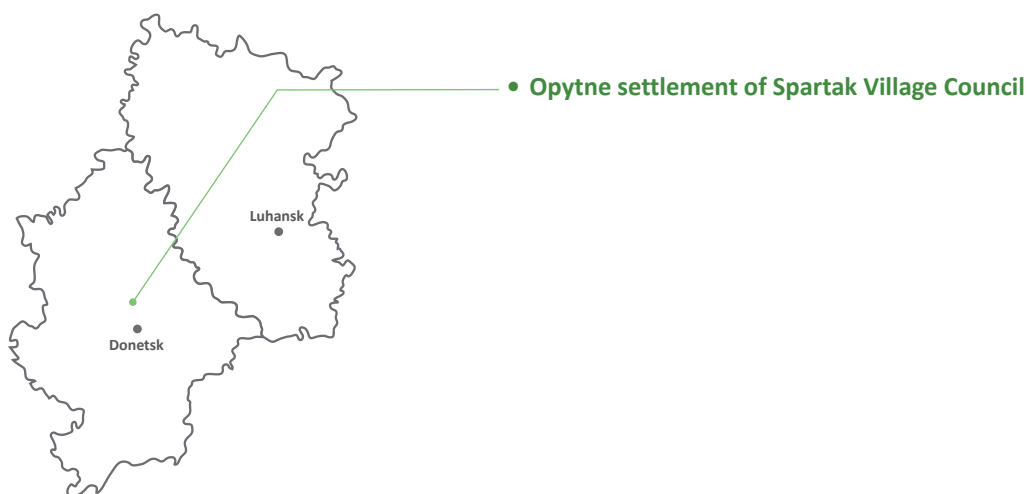 • Opytne settlement of Spartak Village Council
Luhansk
Donetsk